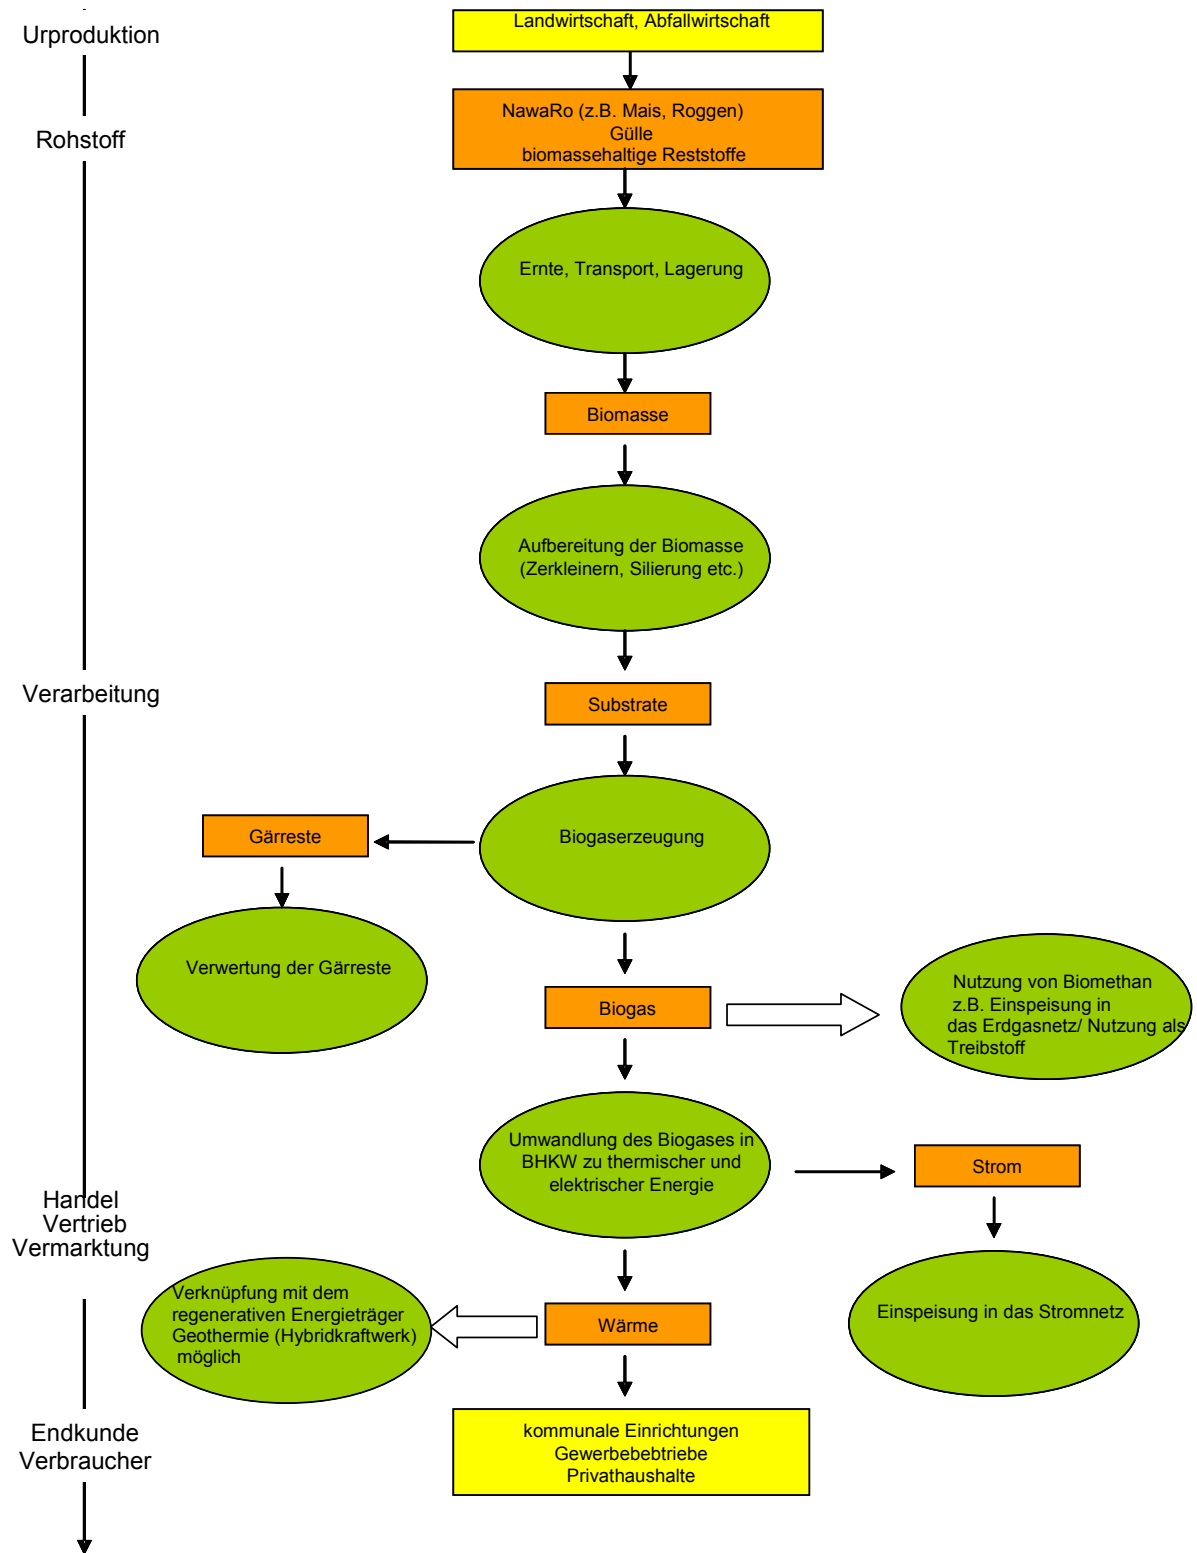 Urproduktion
Landwirtschaft, Abfallwirtschaft
Rohstoff
NawaRo (z.B. Mais, Roggen)
Gülle
biomassehaltige Reststoffe
Ernte, Transport, Lagerung
Biomasse
Aufbereitung der Biomasse
(Zerkleinern, Silierung etc.)
Verarbeitung
Substrate
Gärreste
Biogaserzeugung
Verwertung der Gärreste
Biogas
Nutzung von Biomethan
z.B. Einspeisung in
das Erdgasnetz/ Nutzung als
Treibstoff
Umwandlung des Biogases in
BHKW zu thermischer und
elektrischer Energie
Strom
Handel
Vertrieb
Vermarktung
Verknüpfung mit dem
regenerativen Energieträger
Geothermie (Hybridkraftwerk)
möglich
Wärme
Einspeisung in das Stromnetz
Endkunde
Verbraucher
kommunale Einrichtungen
Gewerbebebtriebe
Privathaushalte